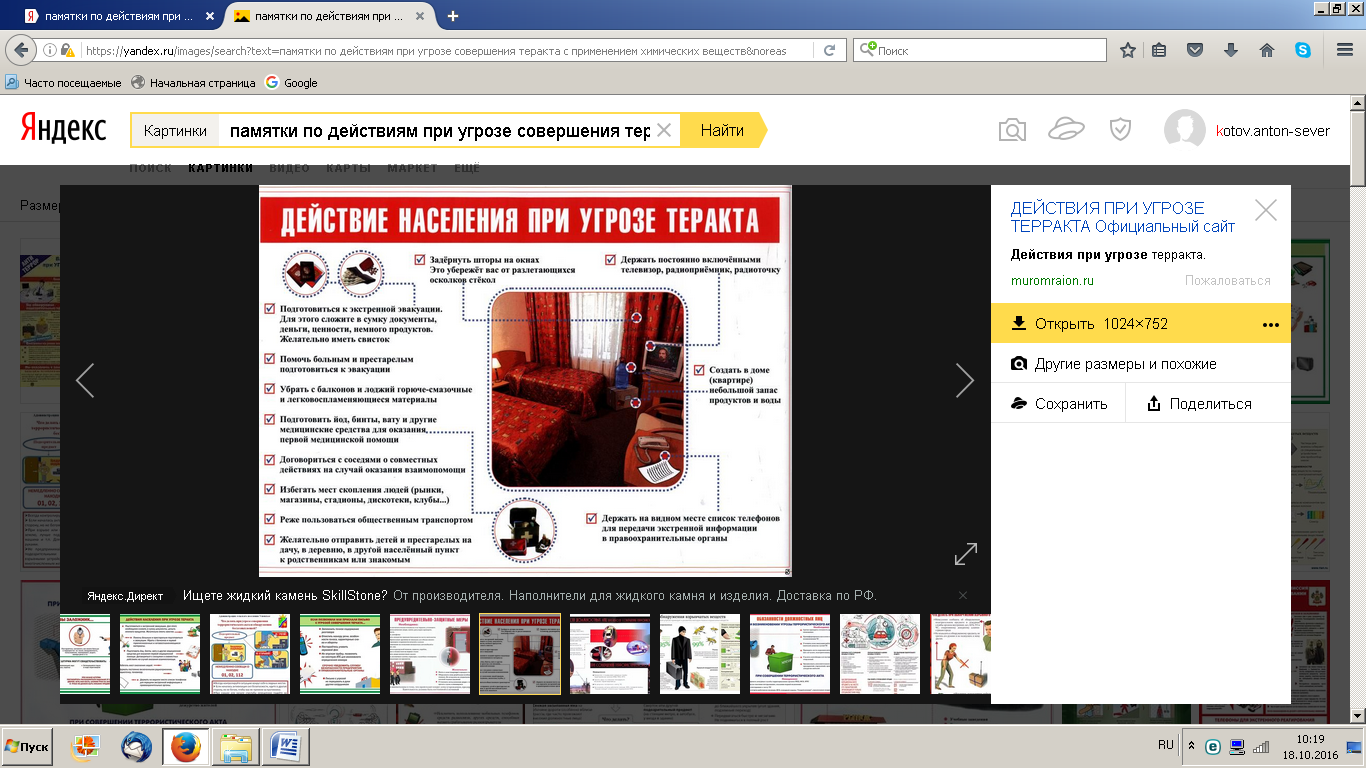 памятки по действиям при ...
памятки по действиям при ...
https://yandex.ru/images/search?text=памятки по действиям при угрозе совершения теракта с применением химических веществ&noreas
Поиск
Часто посещаемые
Начальная страница
Google
Яндекс
Картинки
памятки по действиям при угрозе совершения тер
Найти
kotov.anton-sever
ПОИСК КАРТИНКИ ВИДЕО КАРТЫ МАРКЕТ ЕЩЁ
Разме
ДЕЙСТВИЕ НАСЕЛЕНИЯ ПРИ УГРОЗЕ ТЕРАКТА
Задёрнуть шторы на окнах
Это убережёт вас от разлетающихся
осколков стёкол
Держать постоянно включёнными
телевизор, радиоприёмник, радиоточку
Подготовиться к экстренной эвакуации.
Для этого сложите в сумку документы,
деньги, ценности, немного продуктов.
Желательно иметь свисток
Помочь больным и престарелым
подготовиться к эвакуации
Убрать с балконов и лоджий горюче-смазочные
и легковоспламеняющиеся материалы
Подготовить йод, бинты, вату и другие
медицинские средства для оказания
первой медицинской помощи
Договориться с соседями о совместных
действиях на случай оказания взаимопомощи
Избегать мест скопления людей (рынки,
магазины, стадионы, дискотеки, клубы...)
Реже пользоваться общественным транспортом
Желательно отправить детей и престарелых на
дачу, в деревню, в другой населённый пункт
к родственникам или знакомым
Создать в доме
(квартире)
небольшой запас
продуктов и воды
Держать на видном месте список телефонов
для передачи экстренной информации
в правоохранительные органы
ДЕЙСТВИЯ ПРИ УГРОЗЕ
ТЕРРАКТА Официальный сайт
Действия при угрозе терракта.
muromraion.ru
Пожаловаться
Открыть 1024×752
Другие размеры и похожие
Сохранить
Поделиться
Яндекс.Директ
Ищете жидкий камень SkillStone? От производителя. Наполнители для жидкого камня и изделия. Доставка по РФ.
Пуск
RU
10:19
18.10.2016